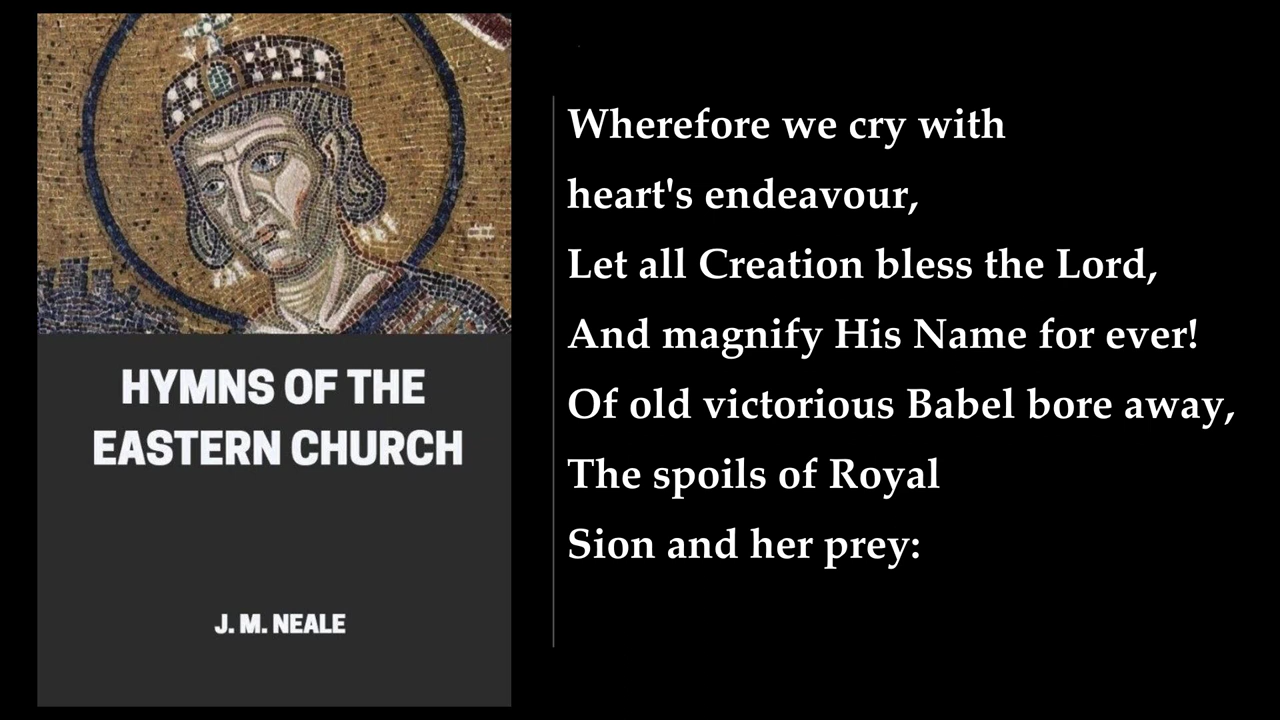 HYMNS OF THE
EASTERN CHURCH
J. M. NEALE
Wherefore we cry with
heart's endeavour,
Let all Creation bless the Lord,
And magnify His Name for ever!
Of old victorious Babel bore away,
The spoils of Royal
Sion and her prey: